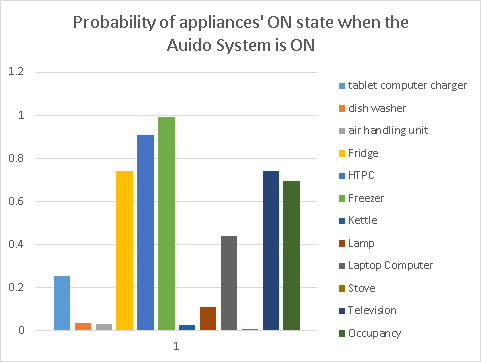 Probability of appliances' ON state when the
Auido System is ON
1.2
1
0.8
0.6
0.4
0.2
0
1
tablet computer charger
dish washer
air handling unit
Fridge
HTPC
Freezer
Kettle
Lamp
Laptop Computer
Stove
Television
Occupancy